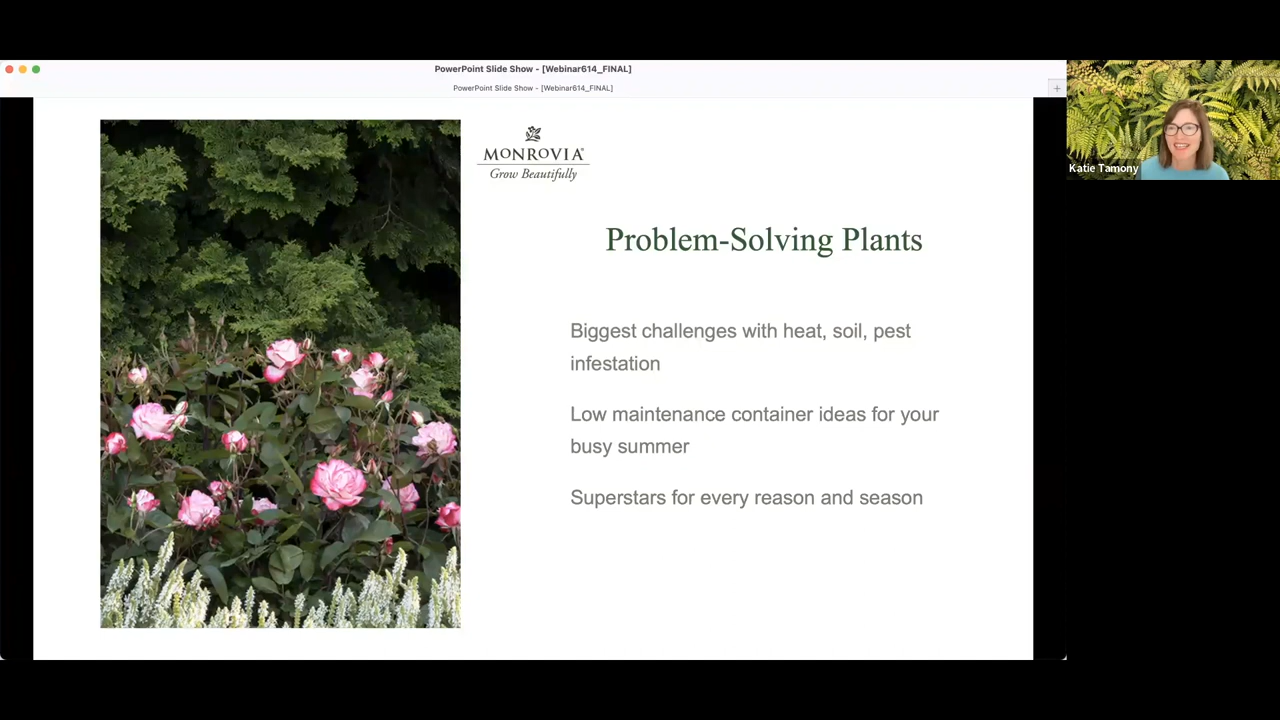 PowerPoint Slide Show - [Webinar614_FINAL]
PowerPoint Slide Show - [Webinar614_FINAL]
MONROVIA
Grow Beautifully
Katie Tamony
Problem-Solving Plants
Biggest challenges with heat, soil, pest
infestation
Low maintenance container ideas for your
busy summer
Superstars for every reason and season